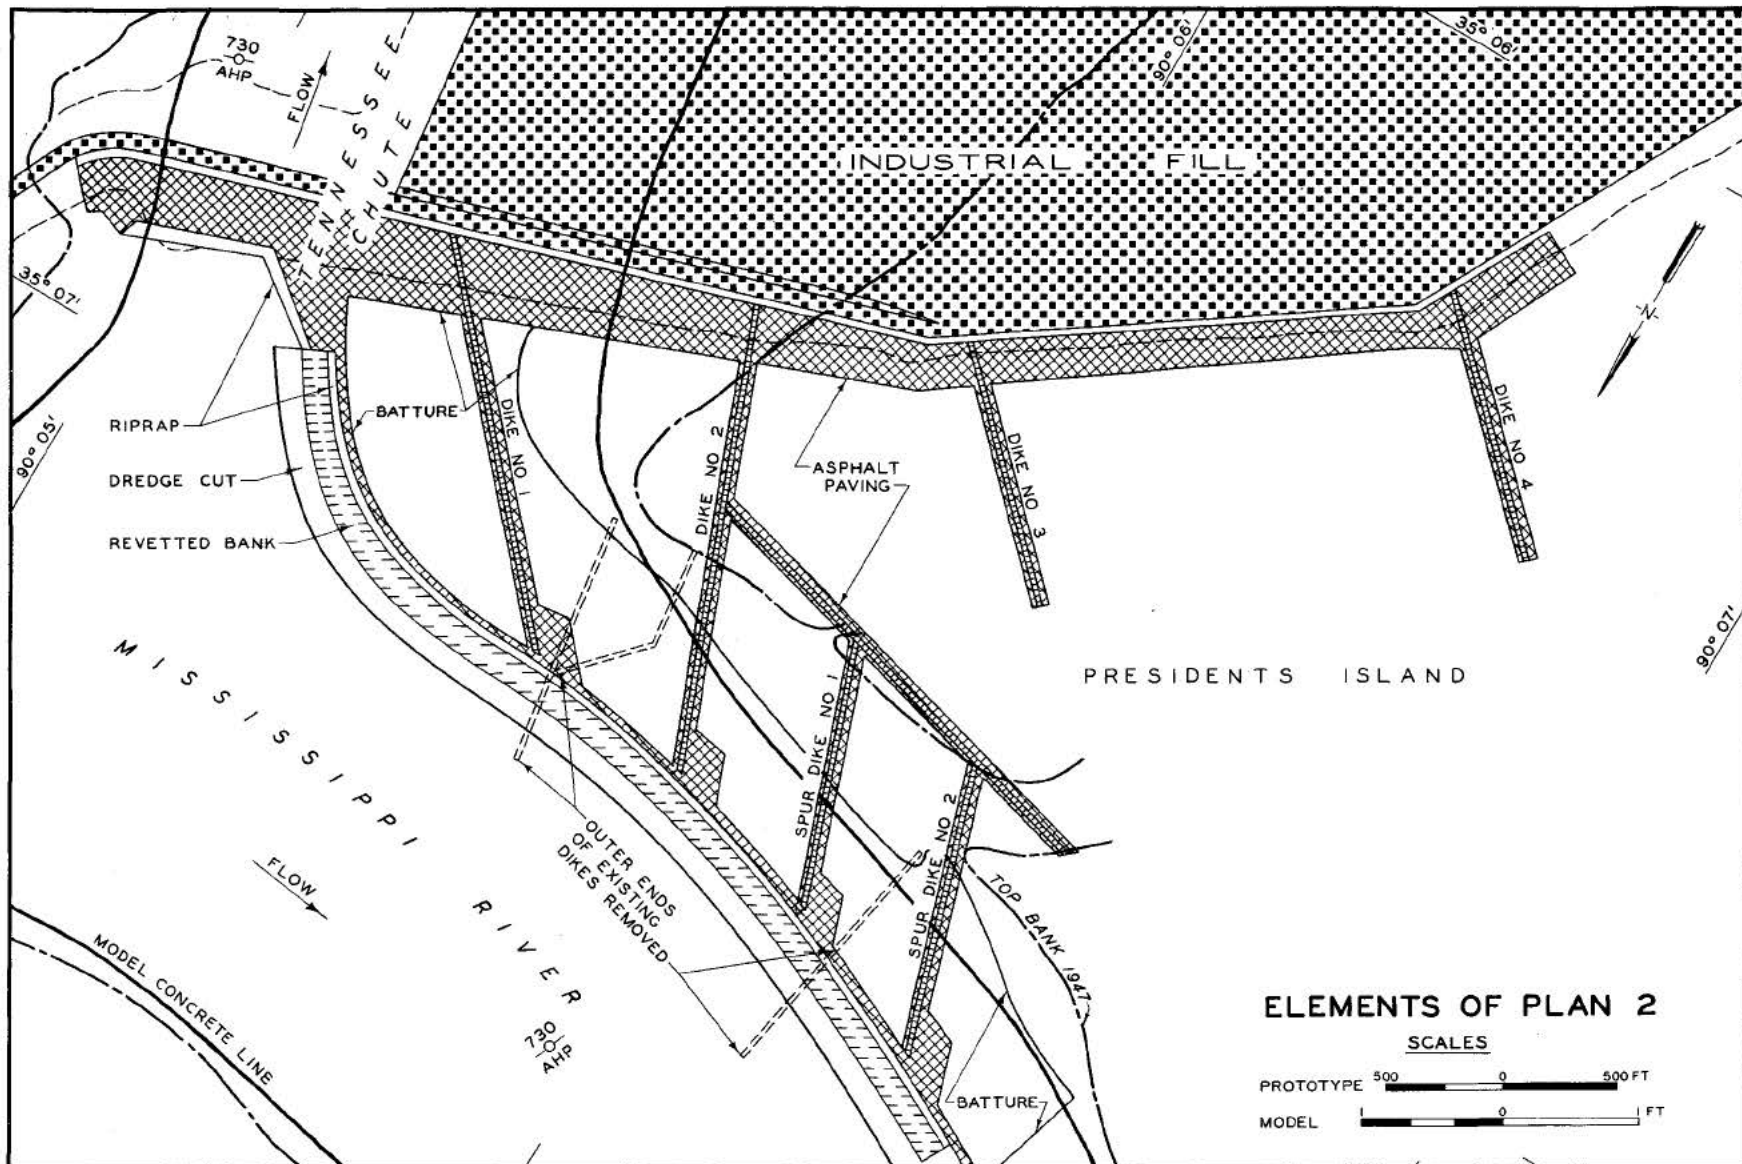 730
AHP
FLOW
TENNESSEE
CHUTE
90° 06'
35° 06'
INDUSTRIAL FILL
35° 07'
-N-
90° 05'
RIPRAP
BATTURE
DREDGE CUT
REVETTED BANK
DIKE NO 1
DIKE NO 2
ASPHALT
PAVING
DIKE NO 3
DIKE NO 4
90° 07'
MISSISSIPPI RIVER
PRESIDENTS ISLAND
SPUR DIKE NO 1
SPUR DIKE NO 2
OUTER ENDS
OF EXISTING
DIKES REMOVED
FLOW
TOP BANK 1947
MODEL CONCRETE LINE
730
AHP
BATTURE
ELEMENTS OF PLAN 2
SCALES
PROTOTYPE 500 0 500 FT
MODEL 1 0 1 FT